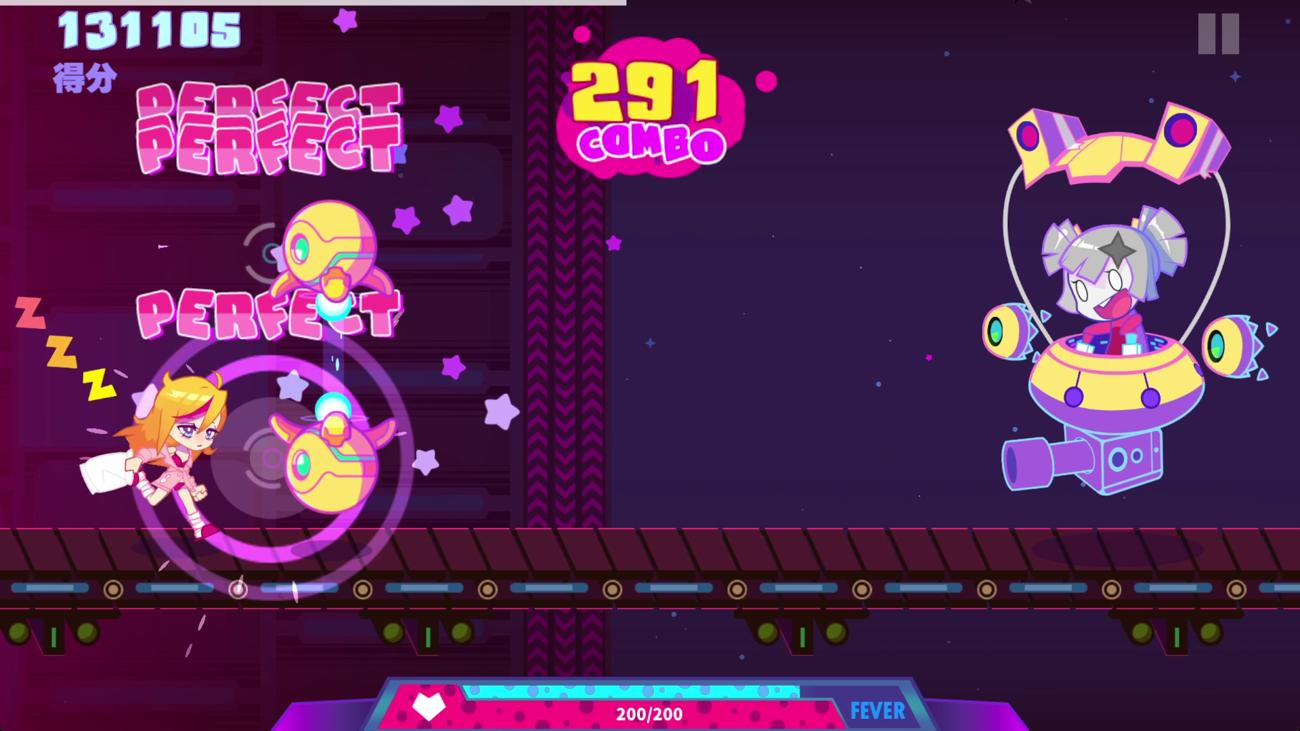 131105
得分
PERFECT
PERFECT
291
COMBO
PERFECT
Z
Z
Z
200/200
FEVER